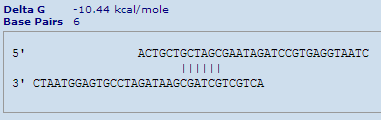 Delta G -10.44 kcal/mole
Base Pairs 6
5' ACTGCTGCTAGCGAATAGATCCGTGAGGTAATC
||||||
3' CTAATGGAGTGCCTAGATAAGCGATCGTCGTCA